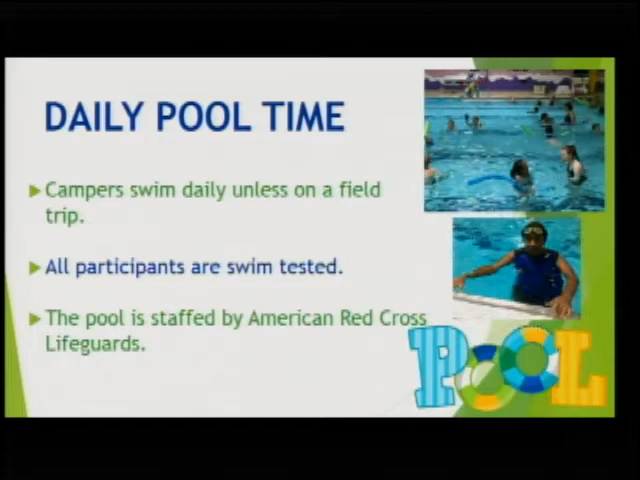 DAILY POOL TIME
Campers swim daily unless on a field
trip.
All participants are swim tested.
The pool is staffed by American Red Cross
Lifeguards.
POOL